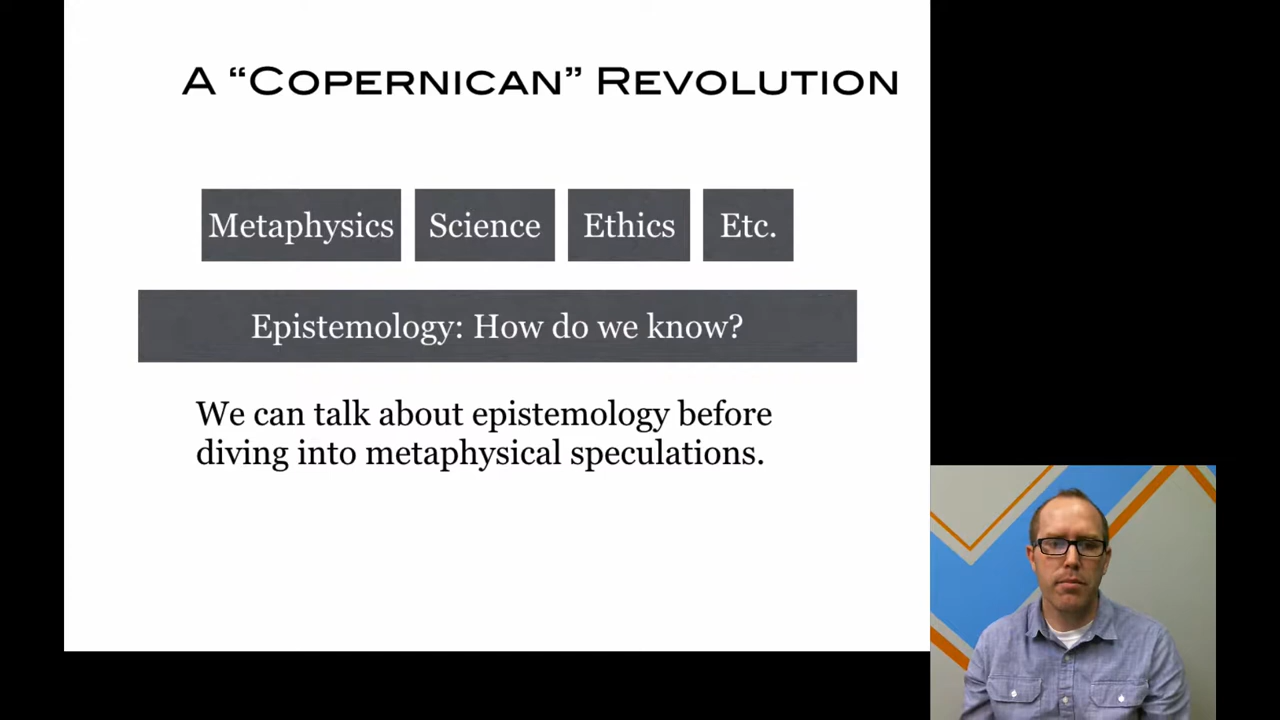 A “Copernican” Revolution
Metaphysics Science Ethics Etc.
Epistemology: How do we know?
We can talk about epistemology before
diving into metaphysical speculations.